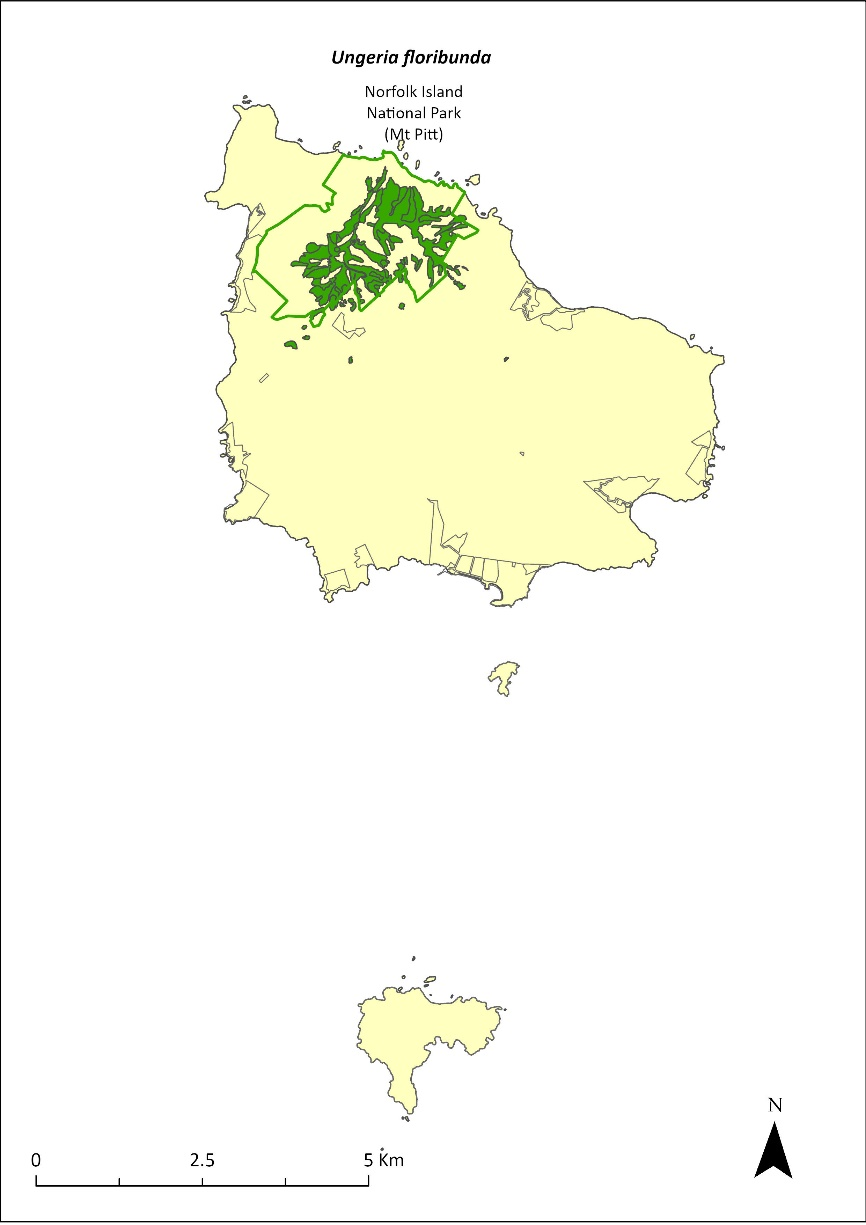 Ungeria floribunda
Norfolk Island
National Park
(Mt Pitt)
N
0 2.5 5 Km